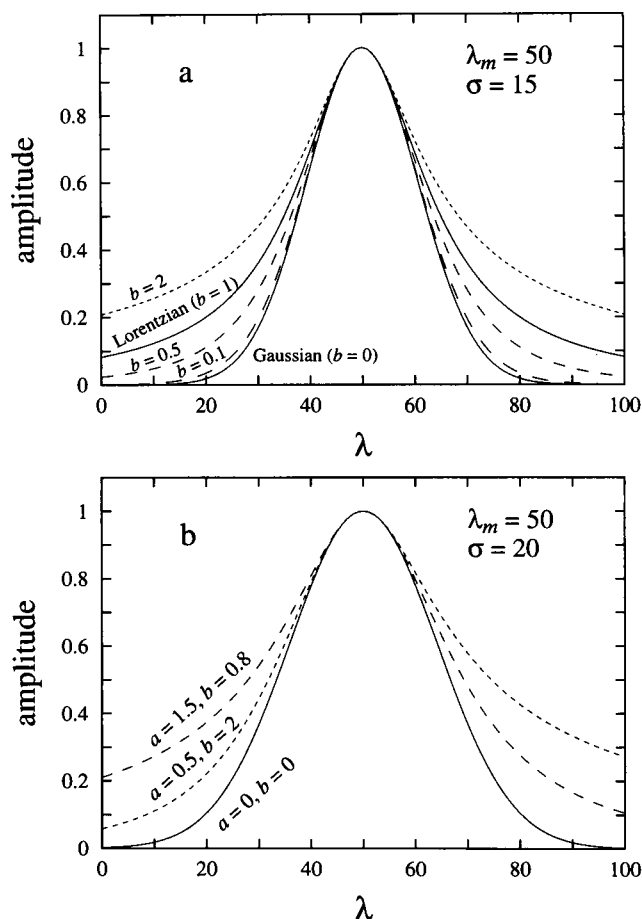 a
λm = 50
σ = 15
1
0.8
0.6
0.4
0.2
0
amplitude
b = 2
Lorentzian (b = 1)
b = 0.5
b = 0.1
Gaussian (b = 0)
0 20 40 60 80 100
λ
b
λm = 50
σ = 20
1
0.8
0.6
0.4
0.2
0
amplitude
a = 1.5, b = 0.8
a = 0.5, b = 2
a = 0, b = 0
0 20 40 60 80 100
λ